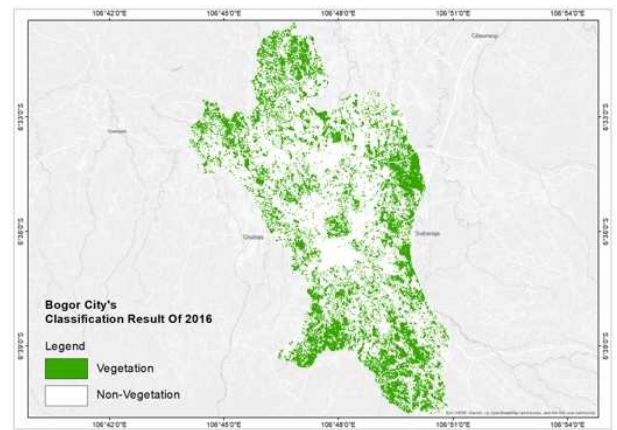 106°42'0"E 106°45'0"E 106°48'0"E 106°51'0"E 106°54'0"E
6°33'0"S 6°33'0"S
6°36'0"S 6°36'0"S
6°39'0"S 6°39'0"S
Bogor City's
Classification Result Of 2016
Legend
Vegetation
Non-Vegetation
106°42'0"E 106°45'0"E 106°48'0"E 106°51'0"E 106°54'0"E